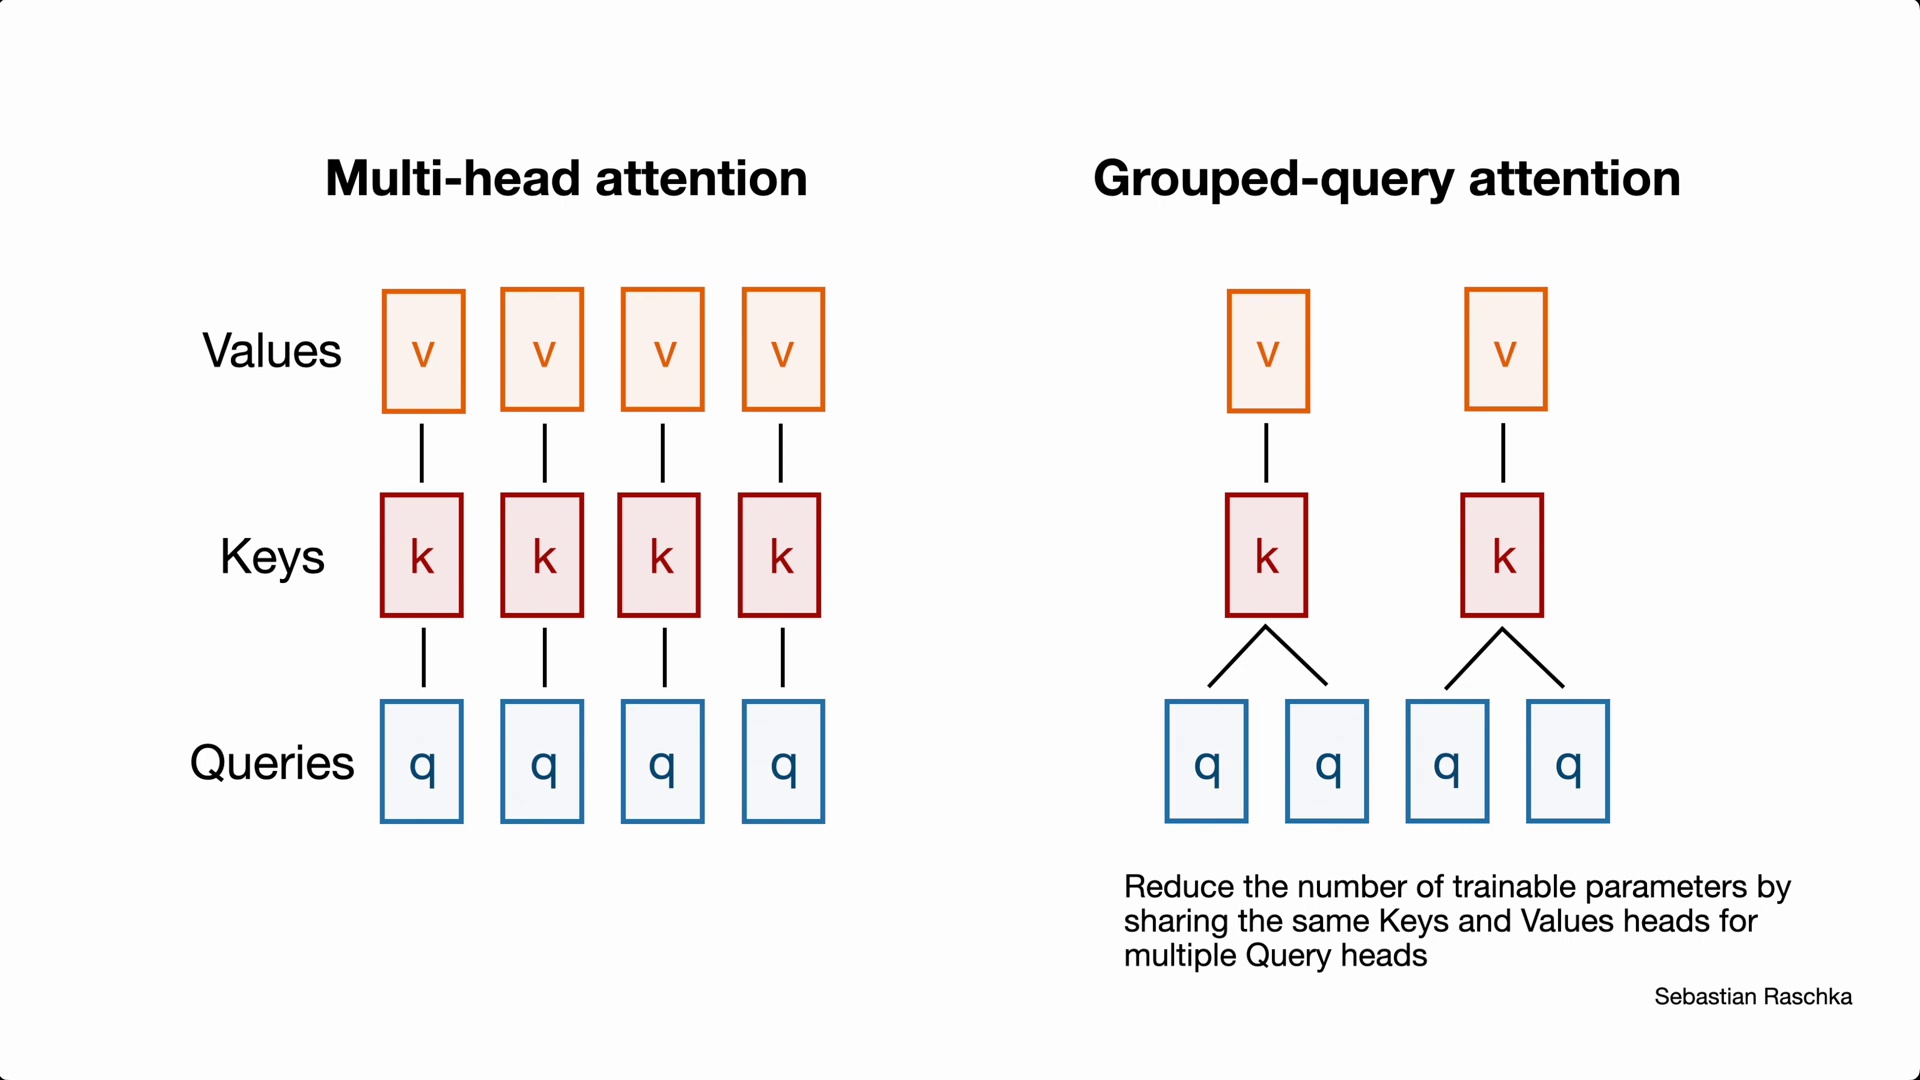 Multi-head attention
Grouped-query attention
Values v v v v
v v
Keys k k k k
k k
Queries q q q q
q q q q
Reduce the number of trainable parameters by
sharing the same Keys and Values heads for
multiple Query heads
Sebastian Raschka